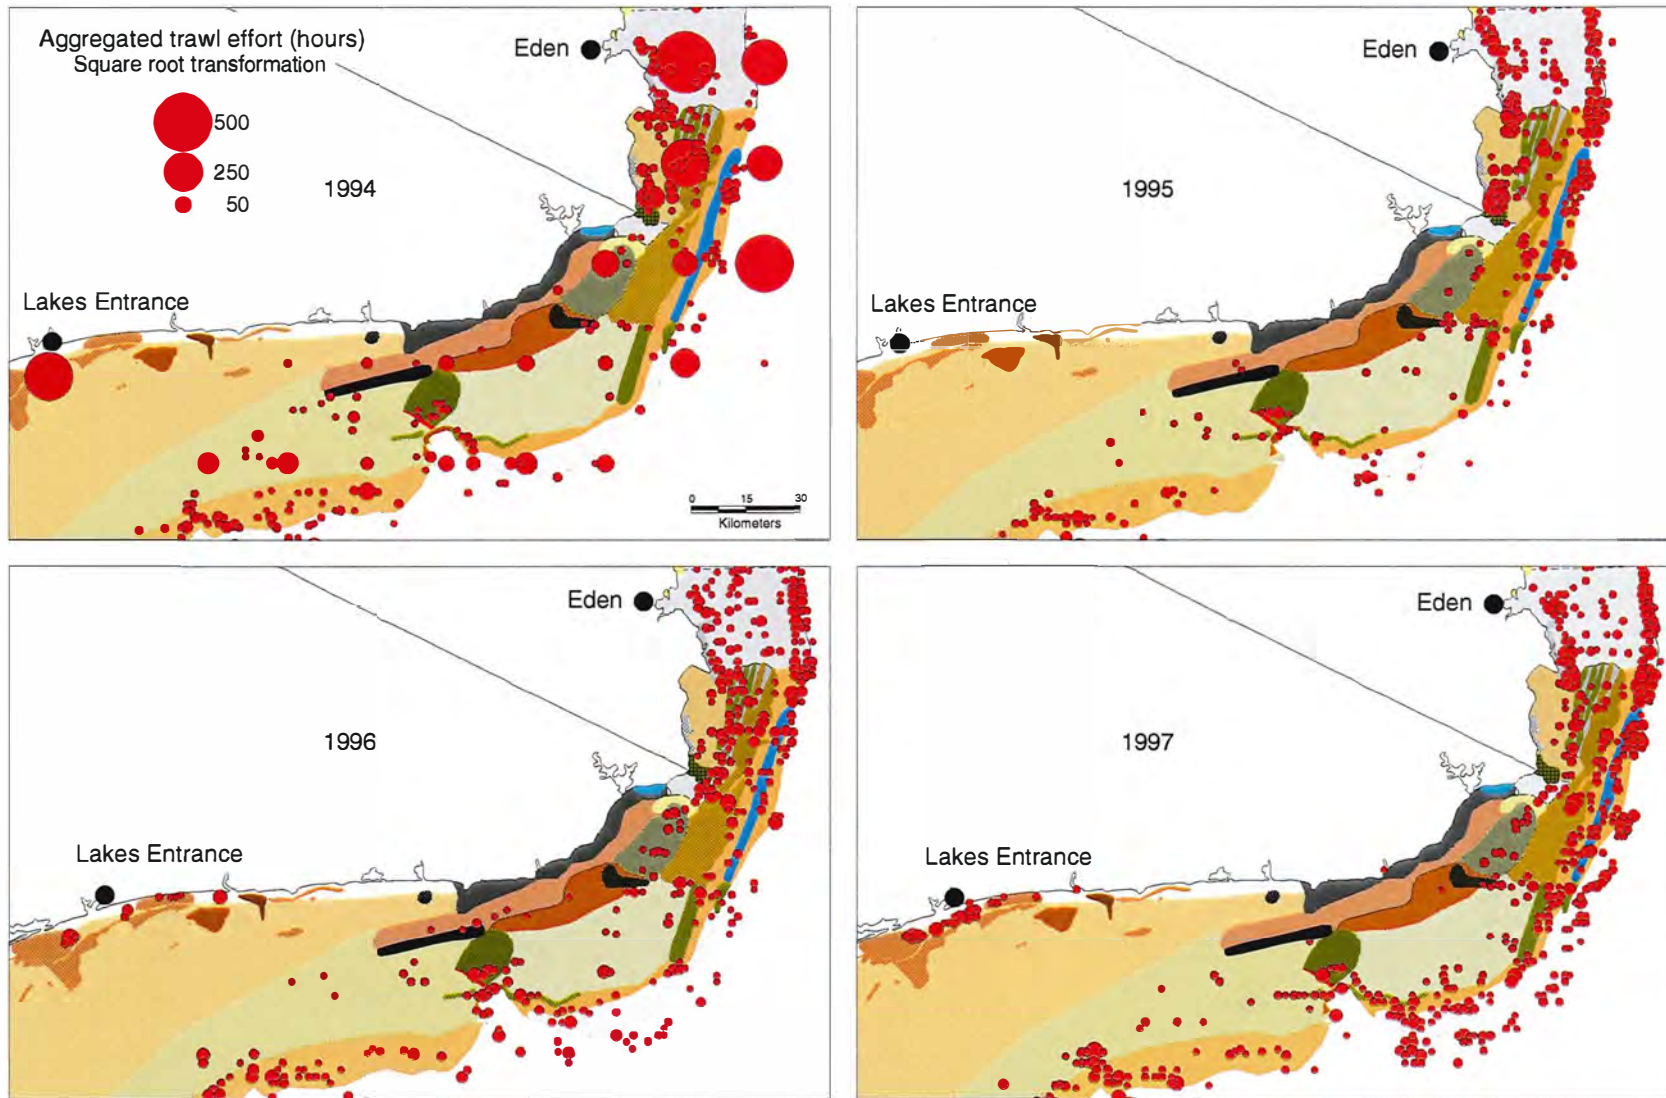 Aggregated trawl effort (hours)
Square root transformation
500
250
50
Eden
1994
Lakes Entrance
0 15 30
Kilometers
Eden
1995
Lakes Entrance
Eden
1996
Lakes Entrance
Eden
1997
Lakes Entrance